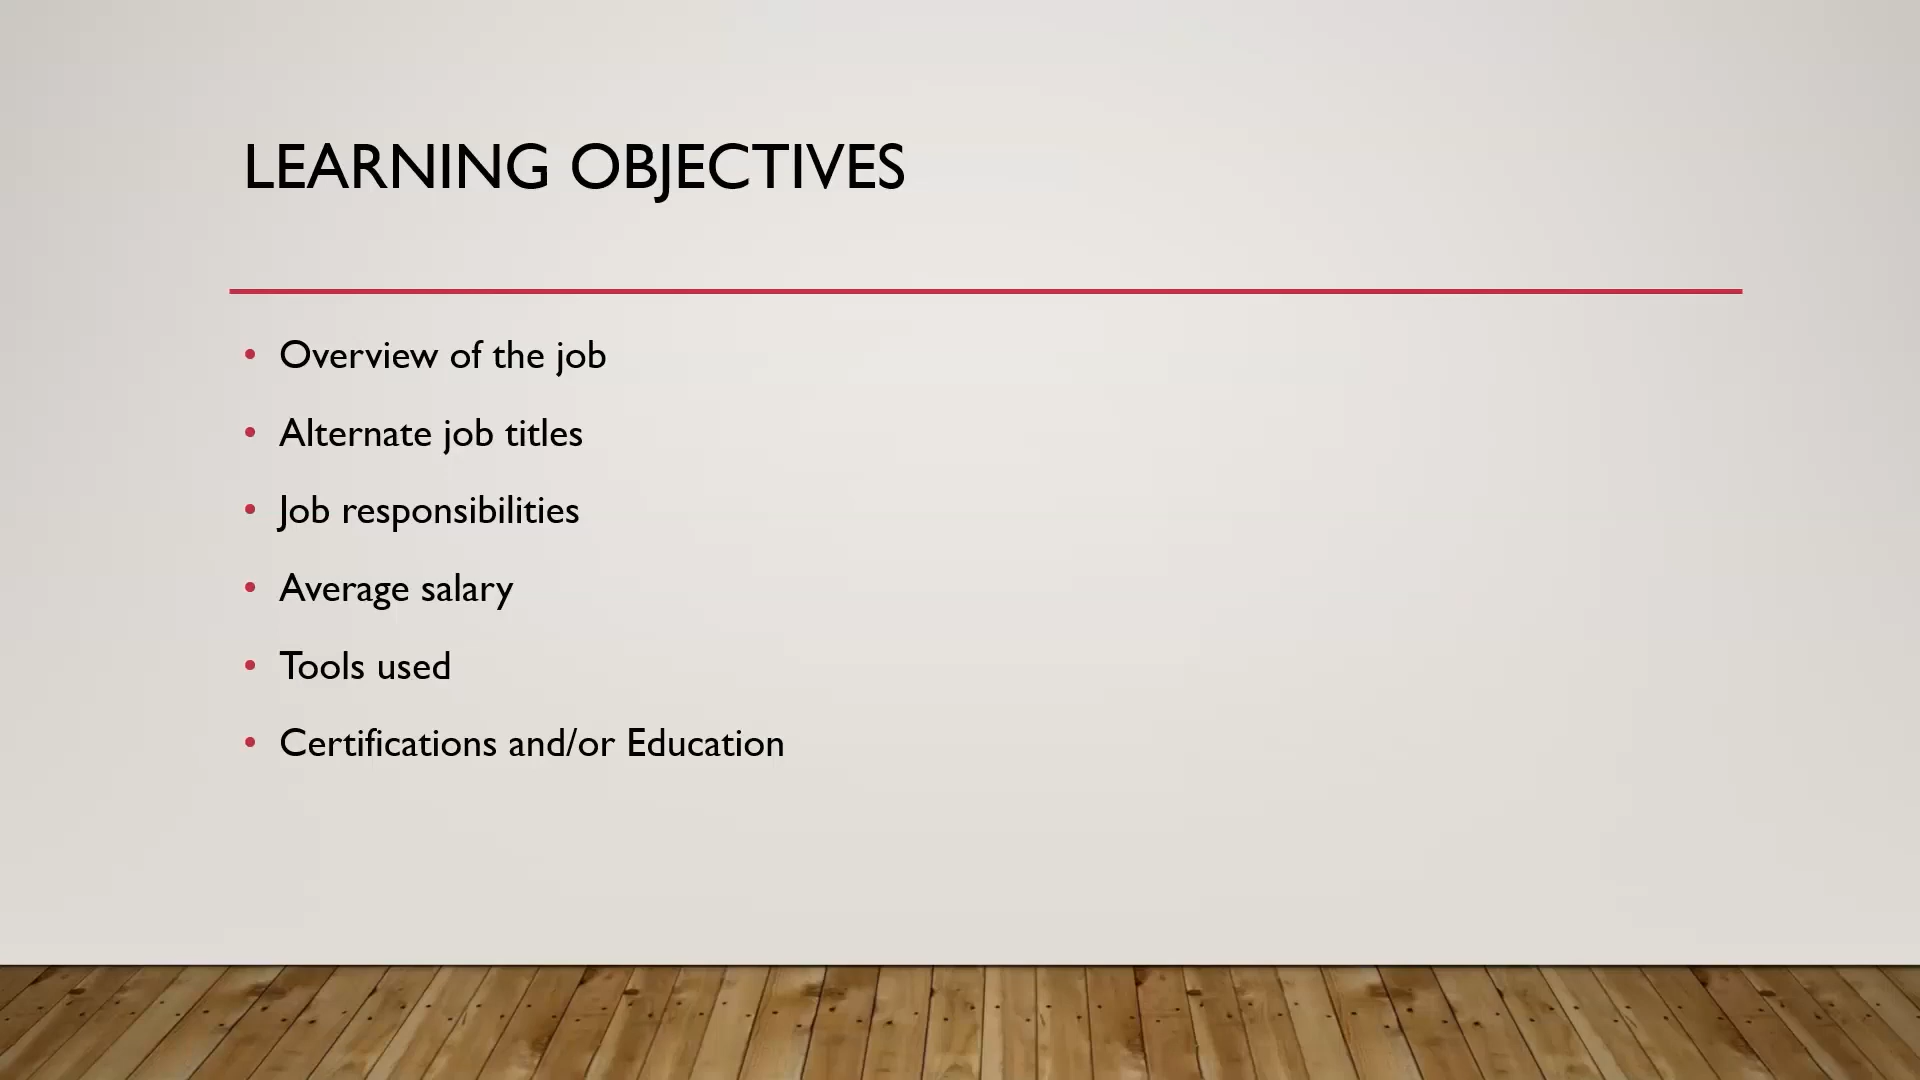 LEARNING OBJECTIVES
• Overview of the job
• Alternate job titles
• Job responsibilities
• Average salary
• Tools used
• Certifications and/or Education